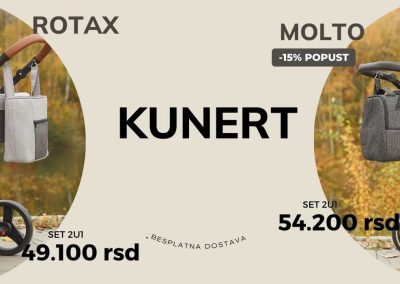 ROTAX
MOLTO
-15% POPUST
KUNERT
SET 2U1
49.100 rsd
• BESPLATNA DOSTAVA
SET 2U1
54.200 rsd